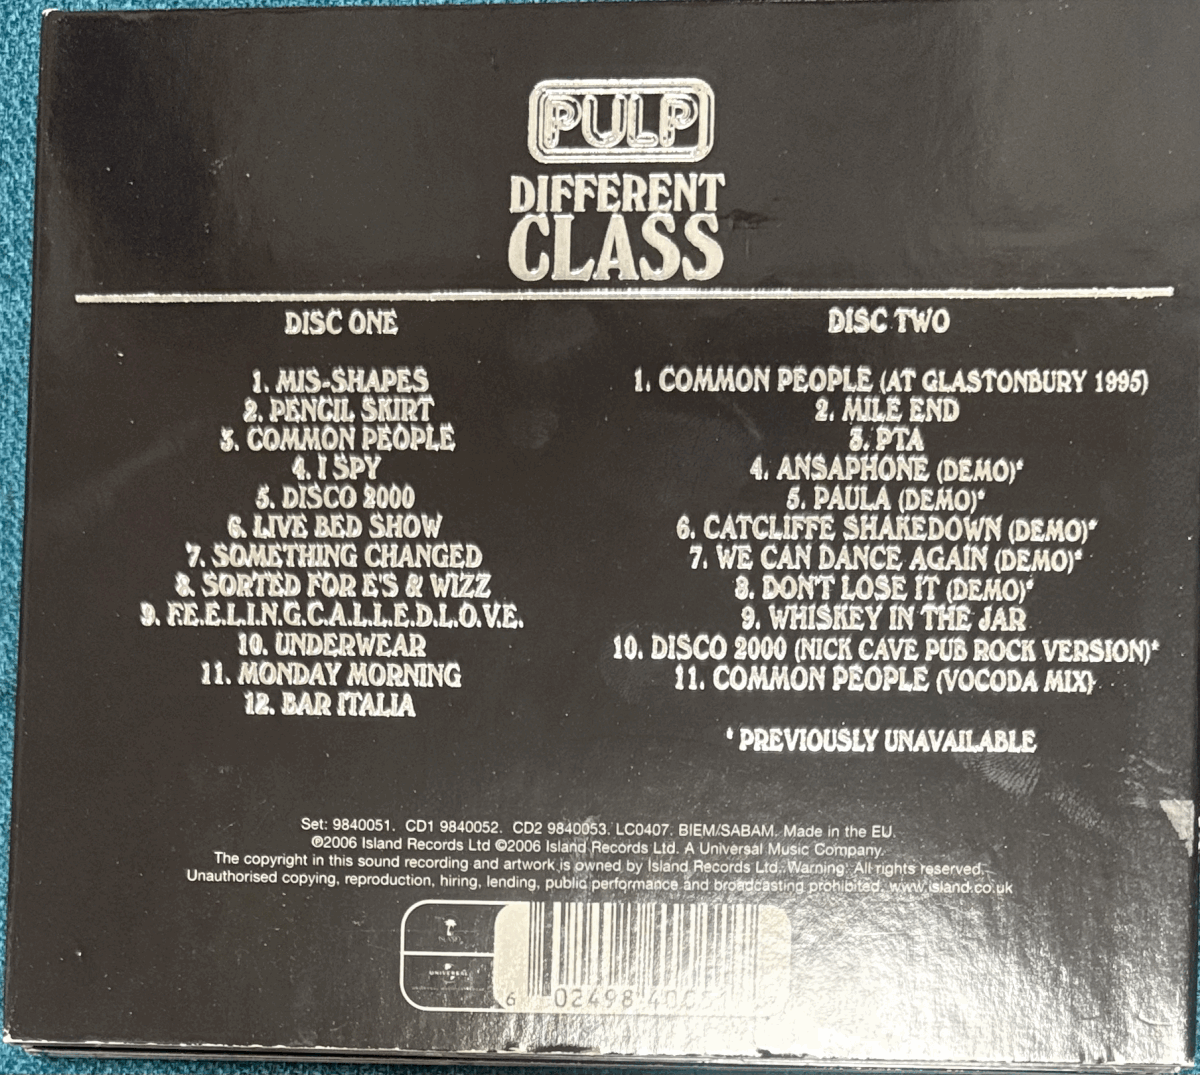 PULP
DIFFERENT
CLASS
DISC ONE
1. MIS-SHAPES
2. PENCIL SKIRT
3. COMMON PEOPLE
4. I SPY
5. DISCO 2000
6. LIVE BED SHOW
7. SOMETHING CHANGED
8. SORTED FOR E'S & WIZZ
9. F.E.E.L.I.N.G.C.A.L.L.E.D.L.O.V.E.
10. UNDERWEAR
11. MONDAY MORNING
12. BAR ITALIA
DISC TWO
1. COMMON PEOPLE (AT GLASTONBURY 1995)
2. MILE END
3. PTA
4. ANSAPHONE (DEMO)*
5. PAULA (DEMO)*
6. CATCLIFFE SHAKEDOWN (DEMO)*
7. WE CAN DANCE AGAIN (DEMO)*
8. DON'T LOSE IT (DEMO)*
9. WHISKEY IN THE JAR
10. DISCO 2000 (NICK CAVE PUB ROCK VERSION)*
11. COMMON PEOPLE (VOCODA MIX)
* PREVIOUSLY UNAVAILABLE
Set: 9840051. CD1 9840052. CD2 9840053. LC0407. BIEM/SABAM. Made in the EU.
℗2006 Island Records Ltd ©2006 Island Records Ltd. A Universal Music Company.
The copyright in this sound recording and artwork is owned by Island Records Ltd. Warning: All rights reserved.
Unauthorised copying, reproduction, hiring, lending, public performance and broadcasting prohibited. www.island.co.uk
UNIVERSAL
6 02498 400